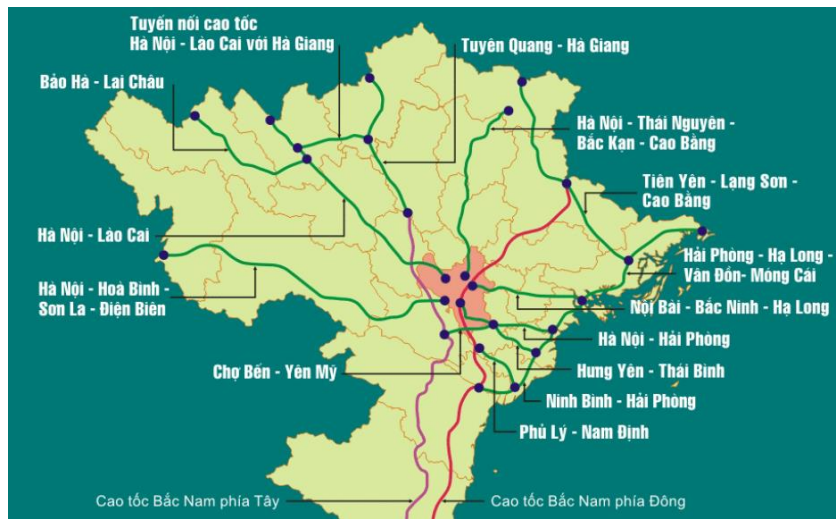 Tuyến nối cao tốc
Hà Nội - Lào Cai với Hà Giang
Tuyên Quang - Hà Giang
Bảo Hà - Lai Châu
Hà Nội - Thái Nguyên -
Bắc Kạn - Cao Bằng
Tiên Yên - Lạng Sơn -
Cao Bằng
Hà Nội - Lào Cai
Hải Phòng - Hạ Long -
Vân Đồn- Móng Cái
Hà Nội - Hoà Bình -
Sơn La - Điện Biên
Nội Bài - Bắc Ninh - Hạ Long
Hà Nội - Hải Phòng
Chợ Bến - Yên Mỹ
Hưng Yên - Thái Bình
Ninh Bình - Hải Phòng
Phủ Lý - Nam Định
Cao tốc Bắc Nam phía Tây
Cao tốc Bắc Nam phía Đông